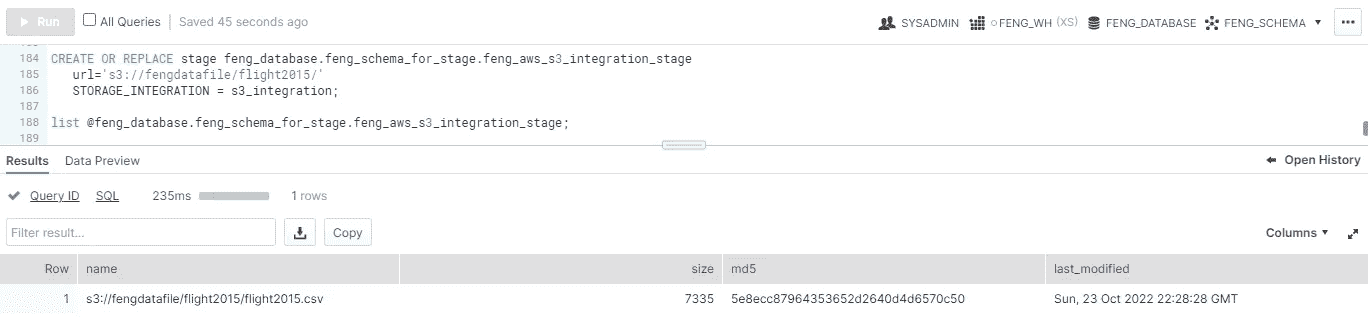 Run All Queries Saved 45 seconds ago SYSADMIN FENG_WH (XS) FENG_DATABASE FENG_SCHEMA
184 CREATE OR REPLACE stage feng_database.feng_schema_for_stage.feng_aws_s3_integration_stage
185 url='s3://fengdatafile/flight2015/'
186 STORAGE_INTEGRATION = s3_integration;
187
188 list @feng_database.feng_schema_for_stage.feng_aws_s3_integration_stage;
189
Results Data Preview Open History
Query ID SQL 235ms 1 rows
Filter result... Copy Columns
Row name size md5 last_modified
1 s3://fengdatafile/flight2015/flight2015.csv 7335 5e8ecc87964353652d2640d4d6570c50 Sun, 23 Oct 2022 22:28:28 GMT